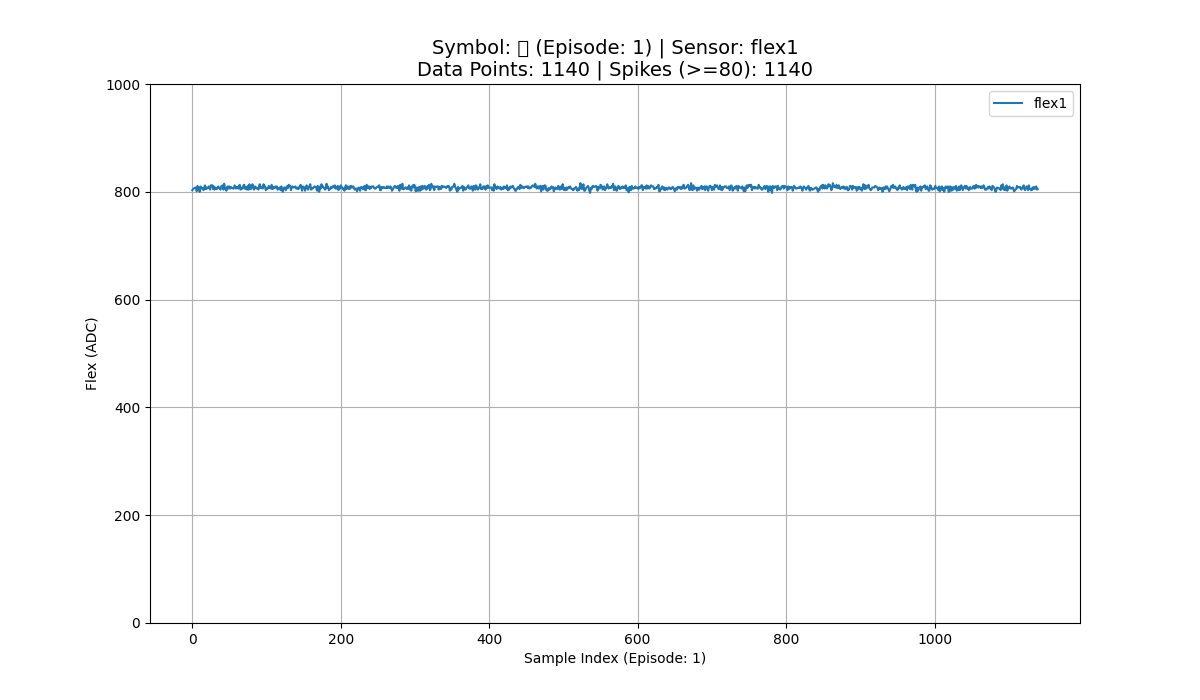 Symbol: (Episode: 1) | Sensor: flex1
Data Points: 1140 | Spikes (>=80): 1140
1000
800
600
400
200
0
Flex (ADC)
flex1
0 200 400 600 800 1000
Sample Index (Episode: 1)